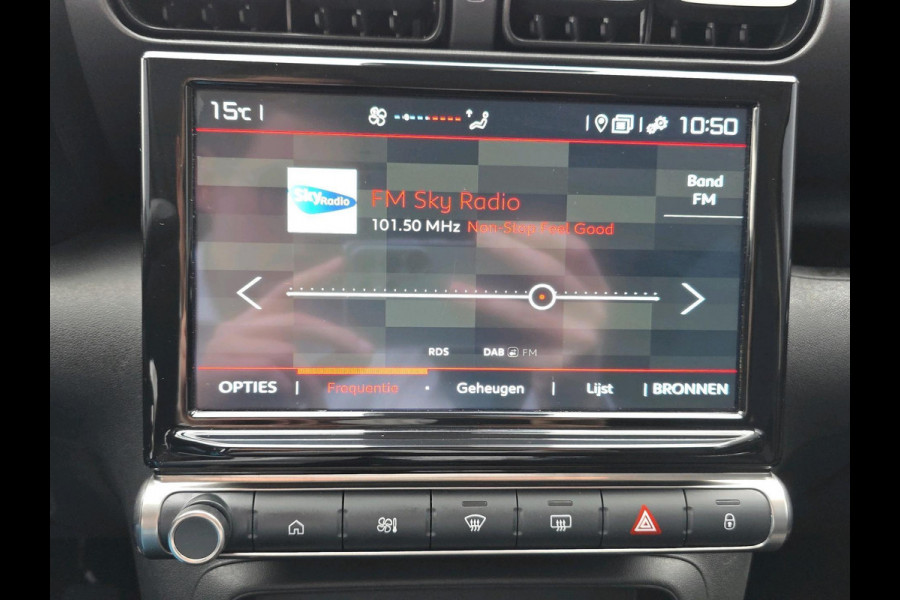 15°C
10:50
Band
FM
Sky Radio
FM Sky Radio
101.50 MHz Non-Stop Feel Good
RDS DAB FM
OPTIES Frequentie Geheugen Lijst BRONNEN